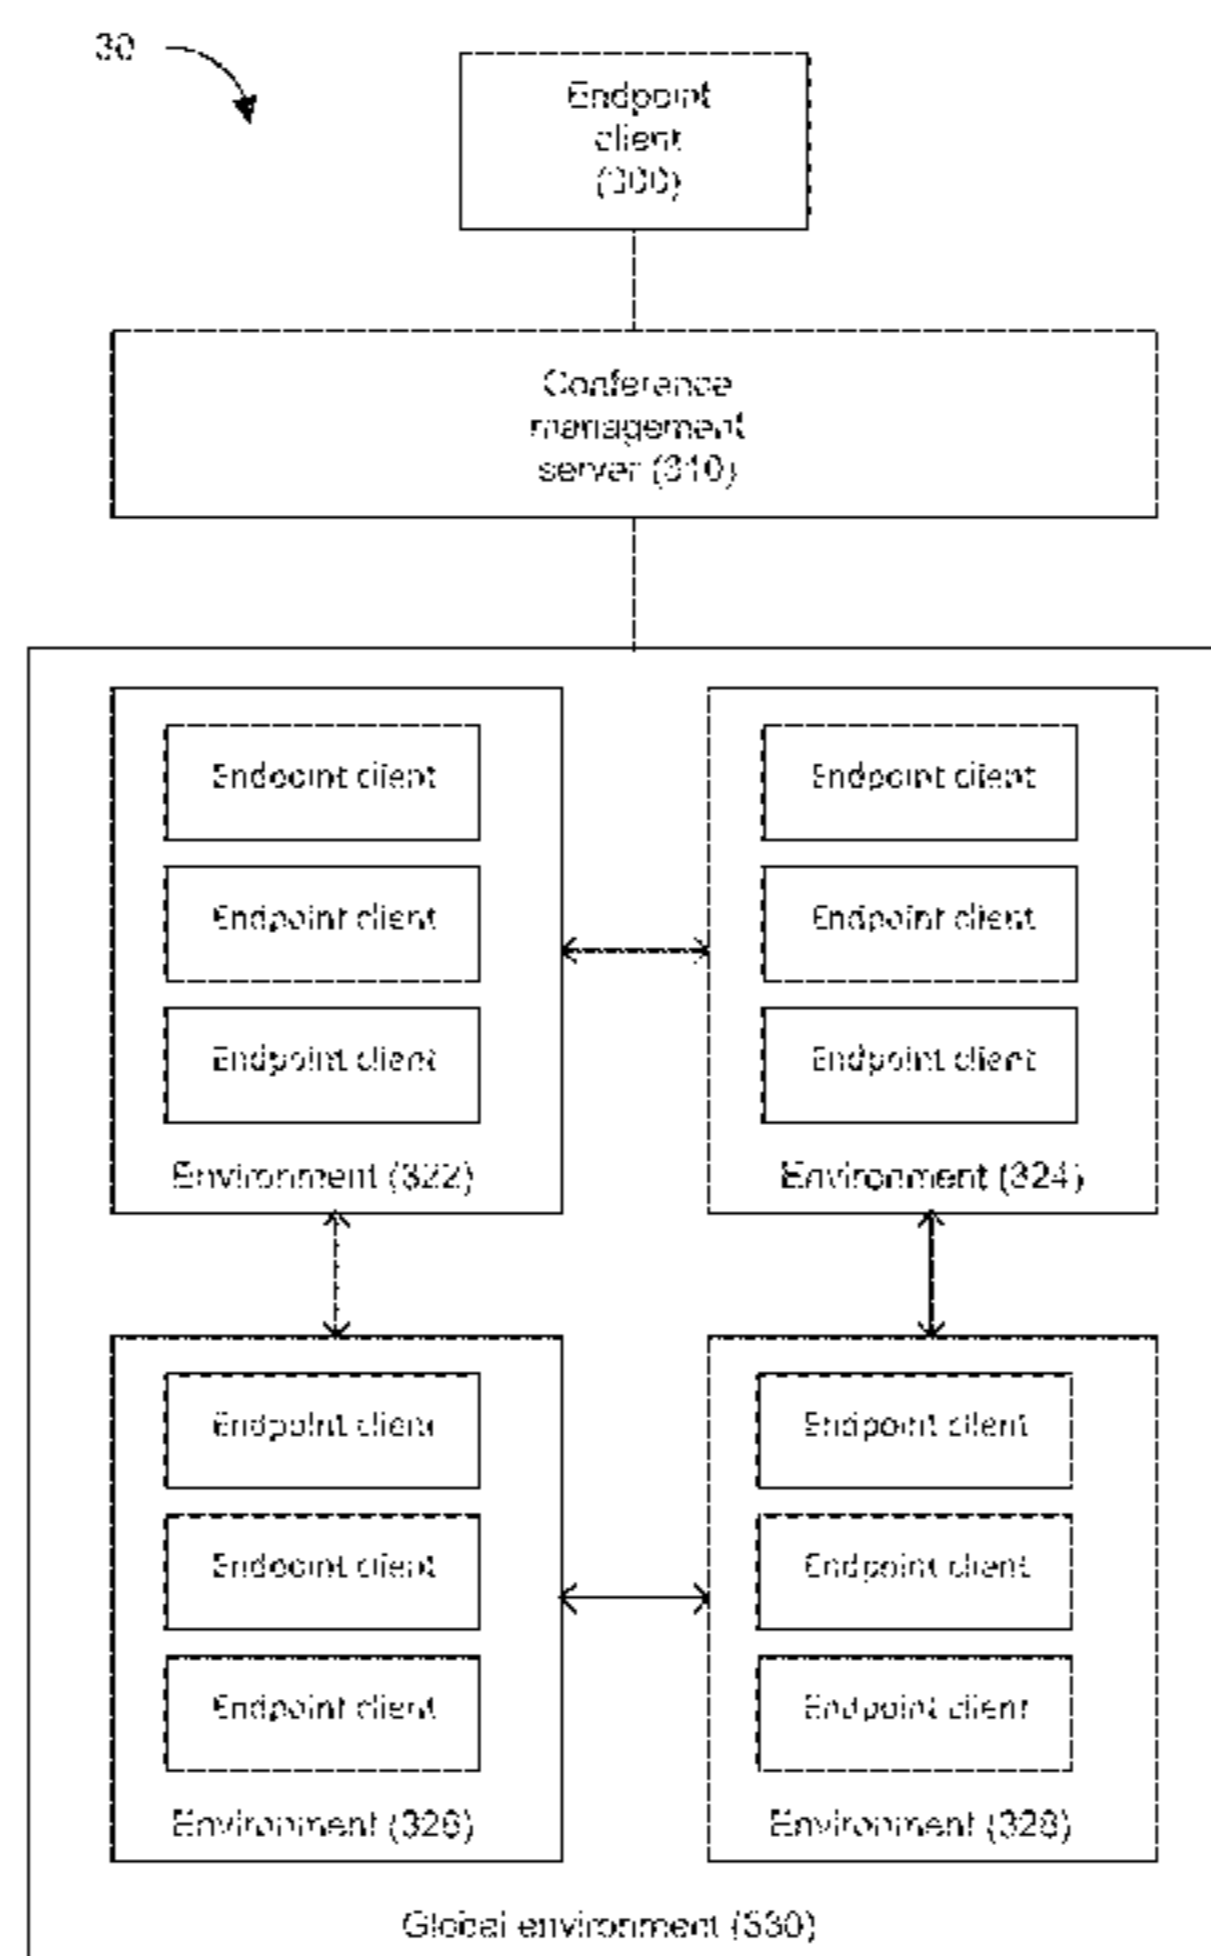 30
Endpoint
client
(300)
Conference
management
server (310)
Endpoint client
Endpoint client
Endpoint client
Environment (322)
Endpoint client
Endpoint client
Endpoint client
Environment (324)
Endpoint client
Endpoint client
Endpoint client
Environment (326)
Endpoint client
Endpoint client
Endpoint client
Environment (328)
Global environment (330)